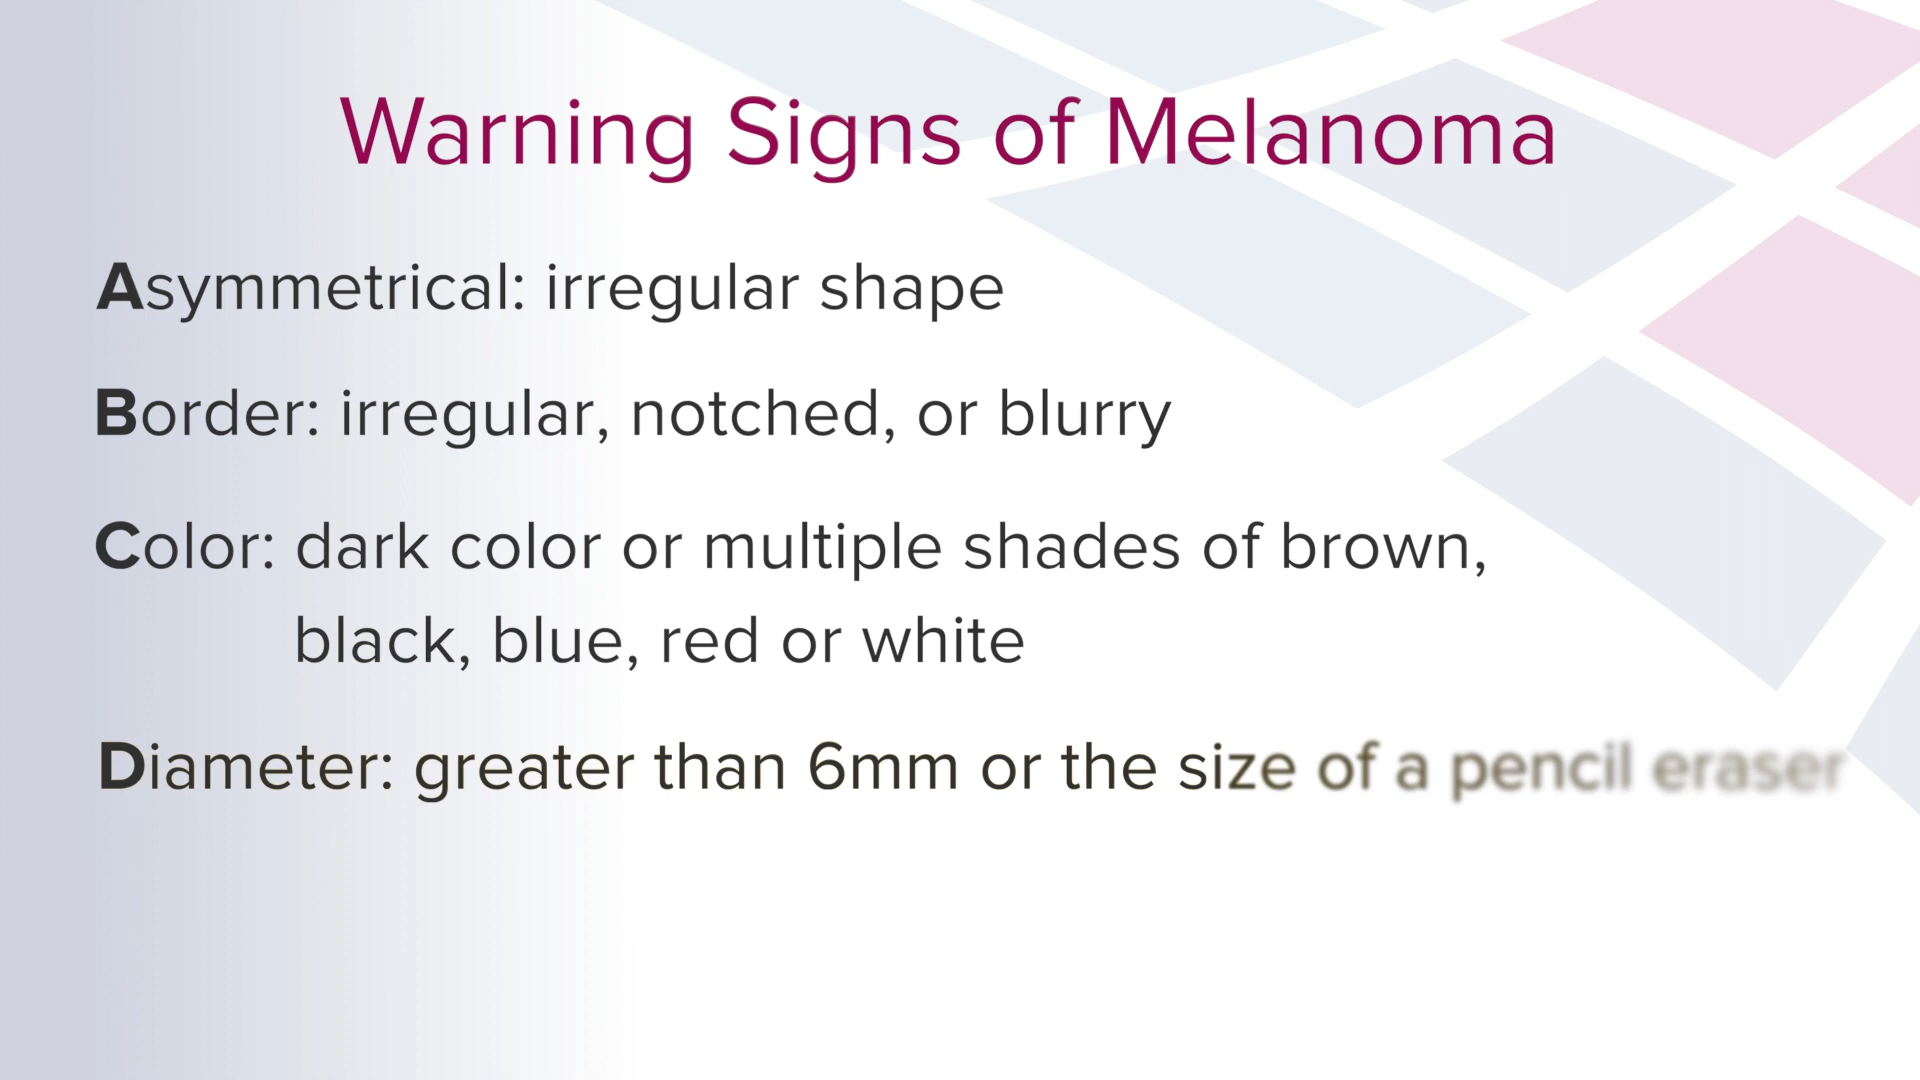 Warning Signs of Melanoma
Asymmetrical: irregular shape
Border: irregular, notched, or blurry
Color: dark color or multiple shades of brown,
black, blue, red or white
Diameter: greater than 6mm or the size of a pencil eraser